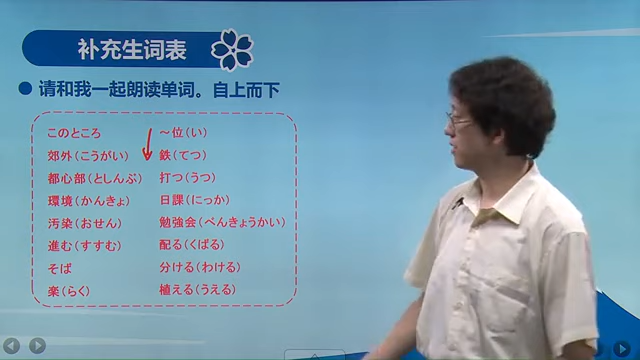 补充生词表
请和我一起朗读单词。自上而下
このところ
郊外(こうがい)
都心部(としんぶ)
環境(かんきょ)
汚染(おせん)
進む(すすむ)
そば
楽(らく)
～位(い)
鉄(てつ)
打つ(うつ)
日課(にっか)
勉強会(べんきょうかい)
配る(くばる)
分ける(わける)
植える(うえる)